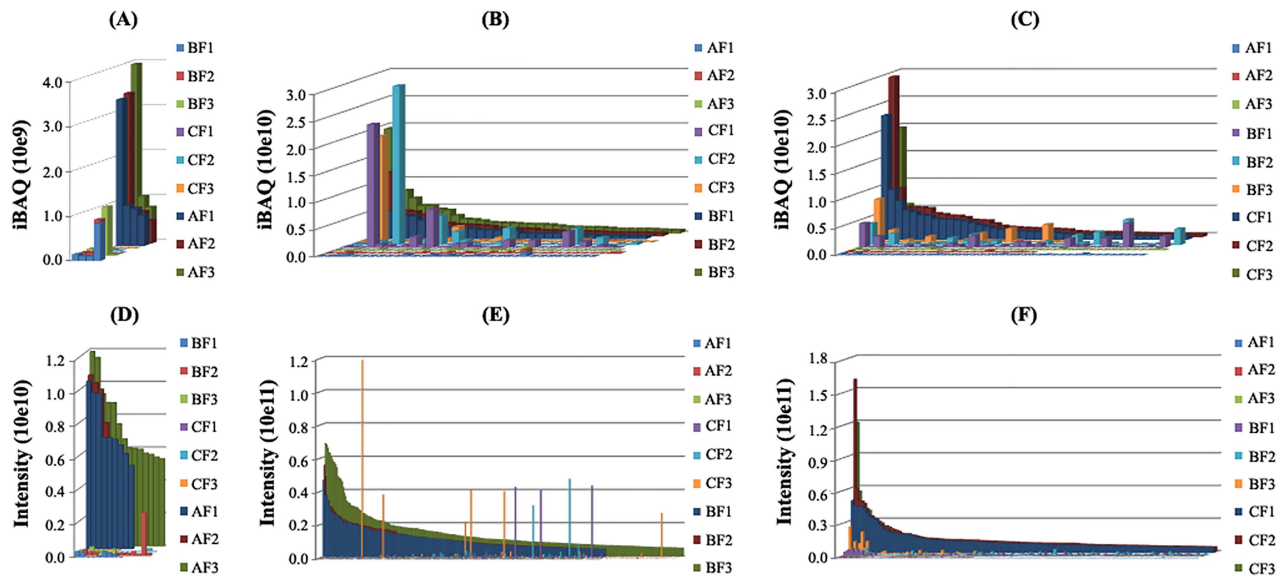 (A)
iBAQ (10e9)
4.0
3.0
2.0
1.0
0.0
BF1
BF2
BF3
CF1
CF2
CF3
AF1
AF2
AF3
(B)
iBAQ (10e10)
3.0
2.5
2.0
1.5
1.0
0.5
0.0
AF1
AF2
AF3
CF1
CF2
CF3
BF1
BF2
BF3
(C)
iBAQ (10e10)
3.0
2.5
2.0
1.5
1.0
0.5
0.0
AF1
AF2
AF3
BF1
BF2
BF3
CF1
CF2
CF3
(D)
Intensity (10e10)
1.2
1.0
0.8
0.6
0.4
0.2
0.0
BF1
BF2
BF3
CF1
CF2
CF3
AF1
AF2
AF3
(E)
Intensity (10e11)
1.2
1.0
0.8
0.6
0.4
0.2
0.0
AF1
AF2
AF3
CF1
CF2
CF3
BF1
BF2
BF3
(F)
Intensity (10e11)
1.8
1.5
1.2
0.9
0.6
0.3
0.0
AF1
AF2
AF3
BF1
BF2
BF3
CF1
CF2
CF3